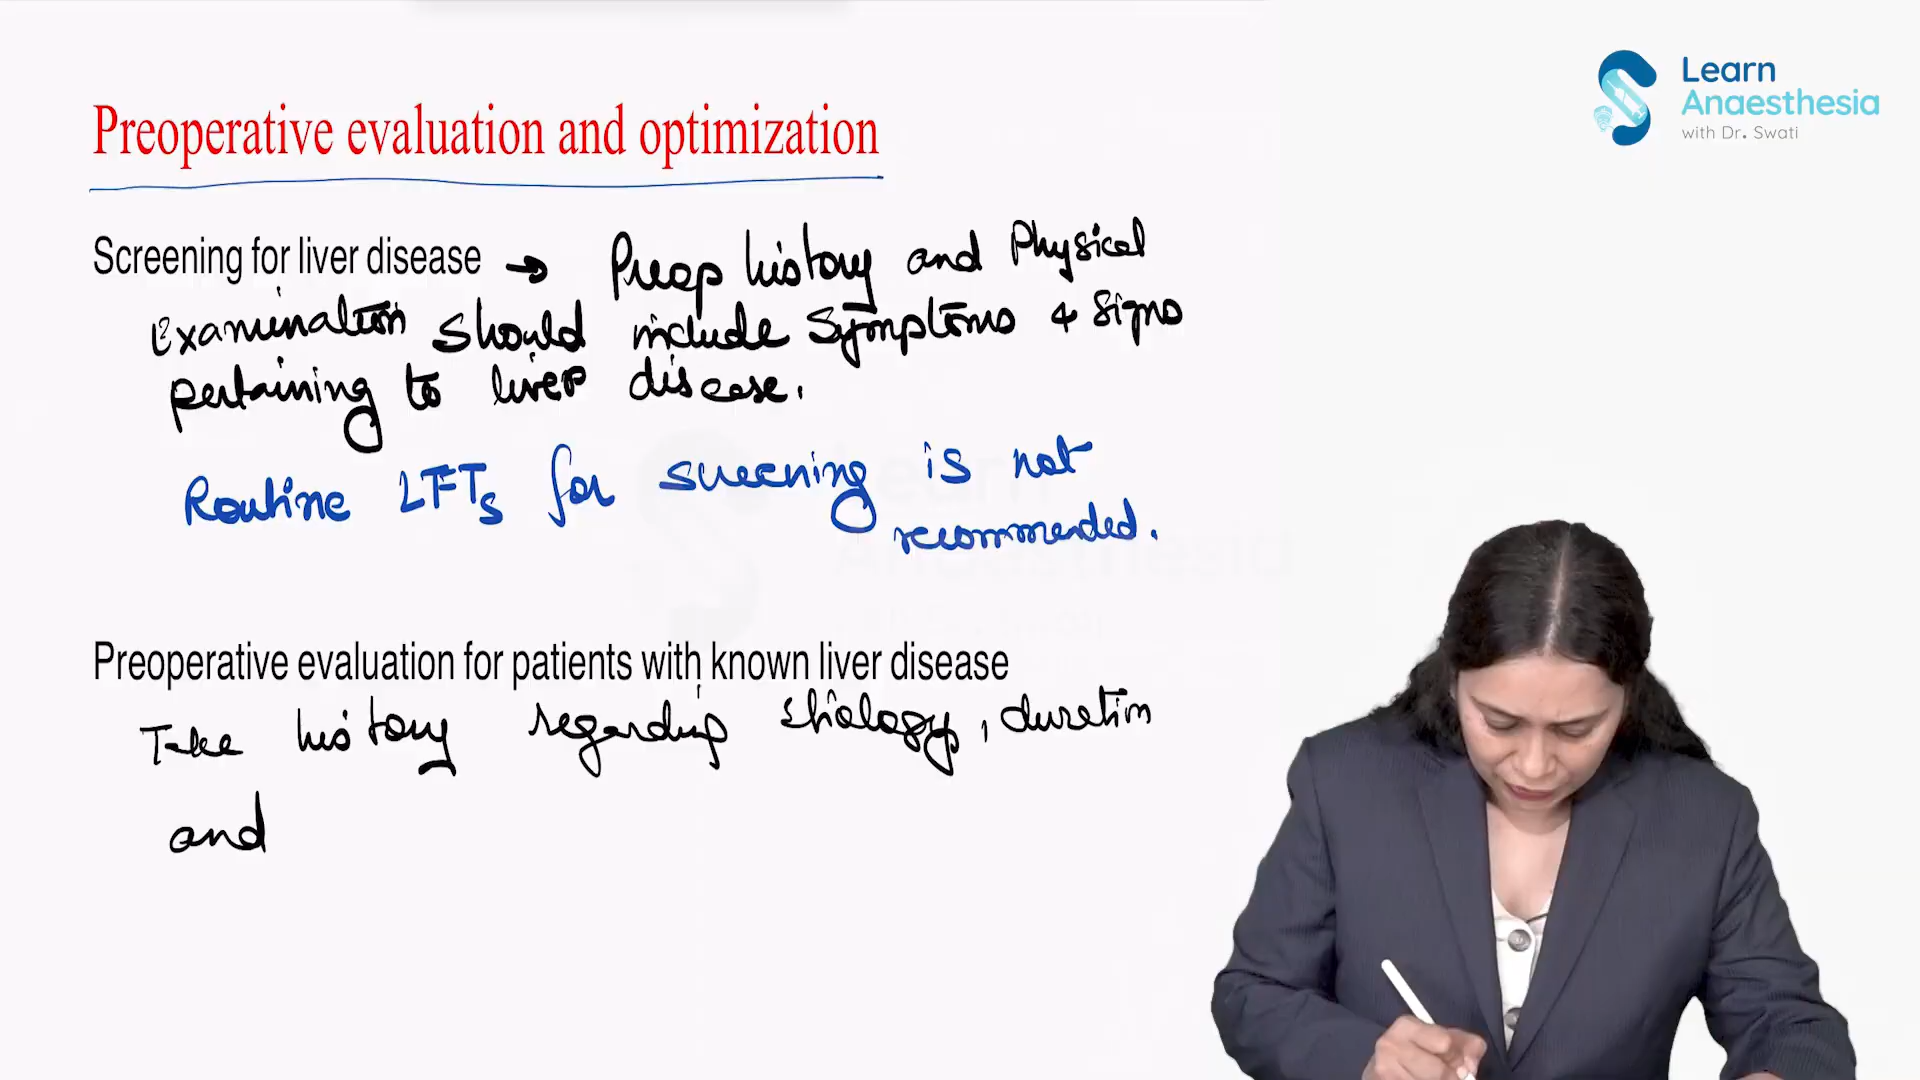 Learn
Anaesthesia
with Dr. Swati
Preoperative evaluation and optimization
Screening for liver disease → Preop history and Physical
Examination should include Symptoms & Signs
pertaining to liver disease.
Routine LFTs for screening is not
recommended.
Preoperative evaluation for patients with known liver disease
Take history regarding etiology, duration
and